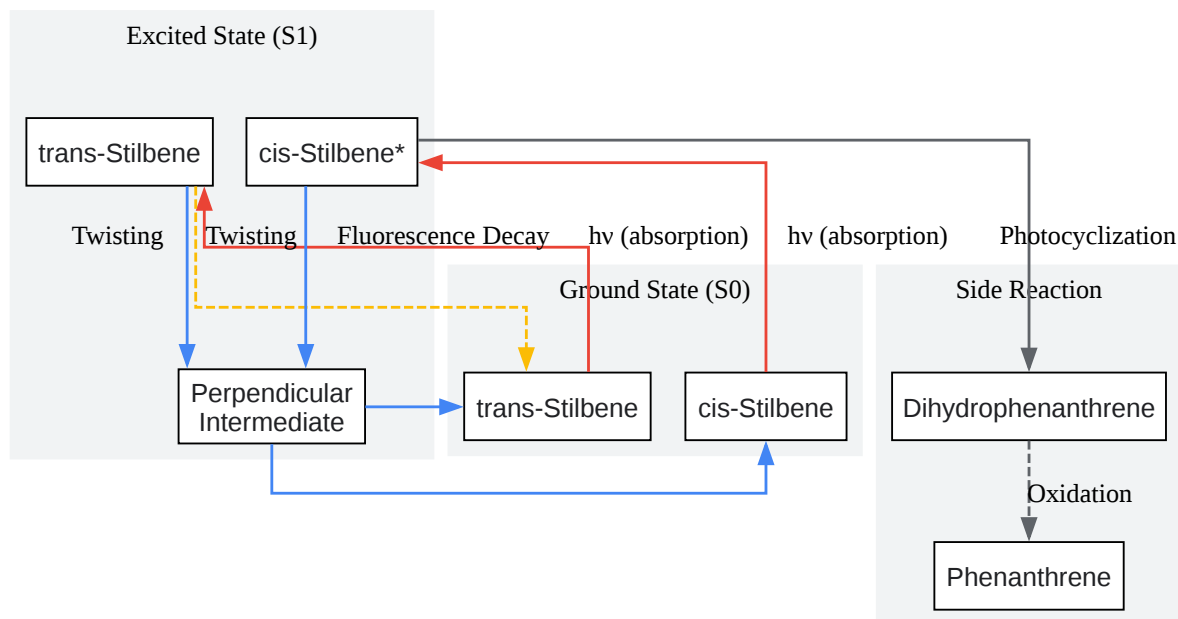 Excited State (S1)
trans-Stilbene
cis-Stilbene*
Twisting
Twisting
Fluorescence Decay
hν (absorption)
hν (absorption)
Photocyclization
Ground State (S0)
Side Reaction
Perpendicular
Intermediate
trans-Stilbene
cis-Stilbene
Dihydrophenanthrene
Oxidation
Phenanthrene